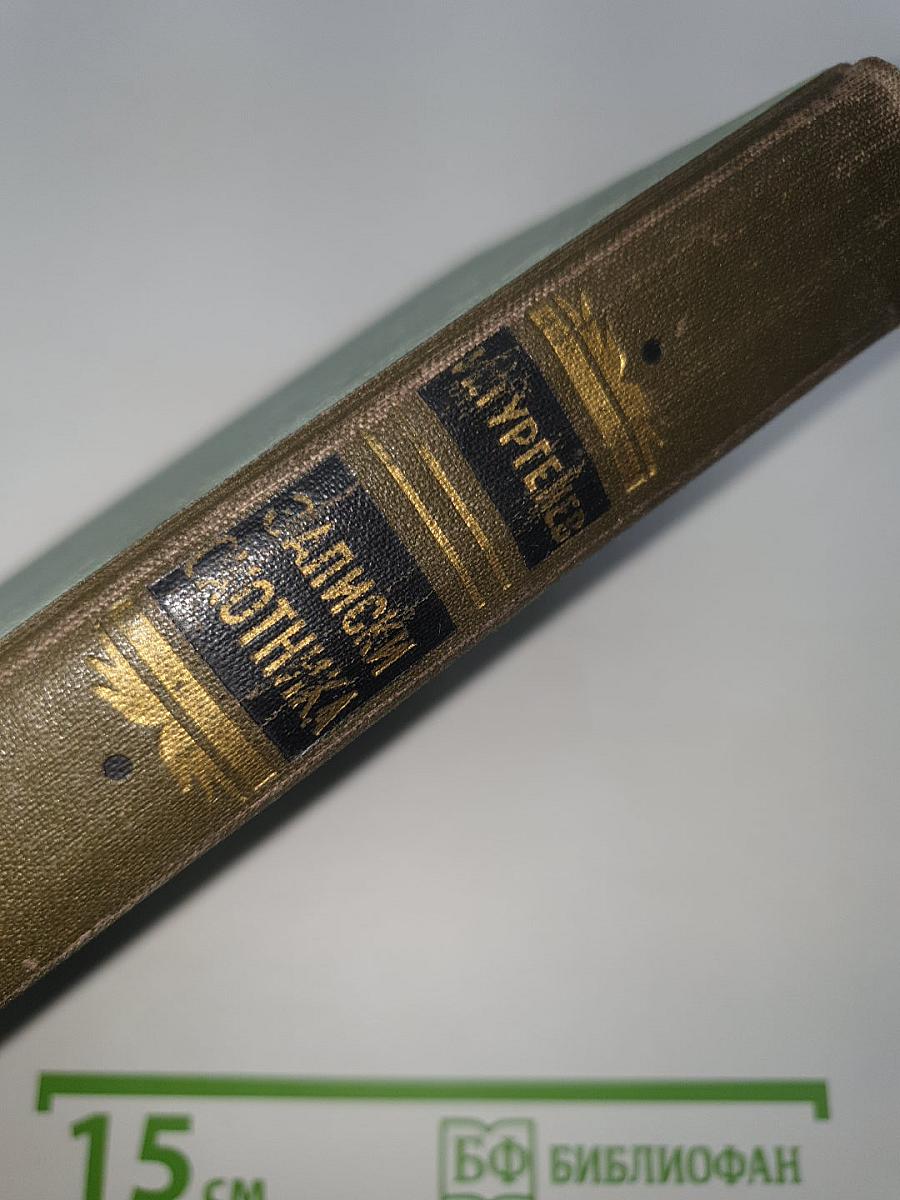 И.С.ТУРГЕНЕВ
ЗАПИСКИ
ОХОТНИКА
15 см
БФ БИБЛИОФАН